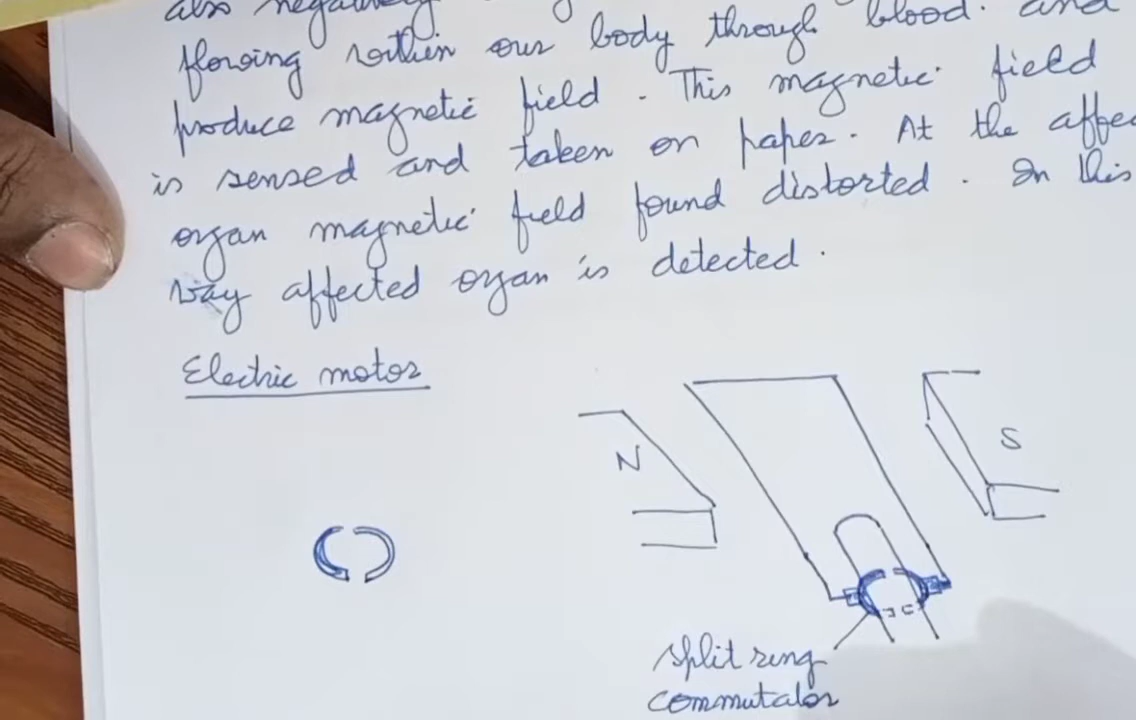 also
flowing within our body through blood. and
produce magnetic field. This magnetic field
is sensed and taken on paper. At the affec
organ magnetic field found distorted. In this
way affected organ is detected.
Electric motor
N
S
split ring
commutator